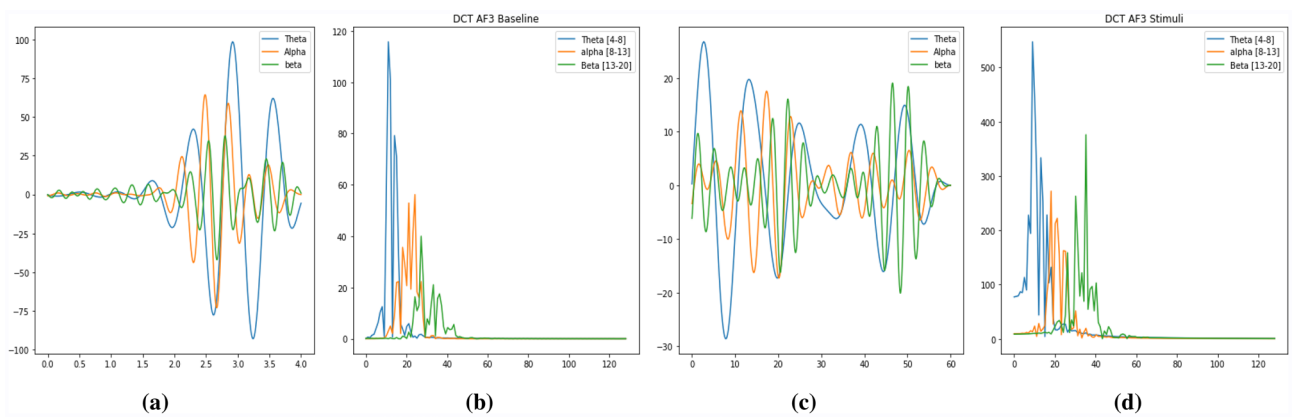 DCT AF3 Baseline
DCT AF3 Stimuli
Theta
Alpha
beta
100
75
50
25
0
−25
−50
−75
−100
0.0 0.5 1.0 1.5 2.0 2.5 3.0 3.5 4.0
Theta [4-8]
alpha [8-13]
Beta [13-20]
120
100
80
60
40
20
0
0 20 40 60 80 100 120
Theta
Alpha
beta
20
10
0
−10
−20
−30
0 10 20 30 40 50 60
Theta [4-8]
alpha [8-13]
Beta [13-20]
500
400
300
200
100
0
0 20 40 60 80 100 120
(a) (b) (c) (d)